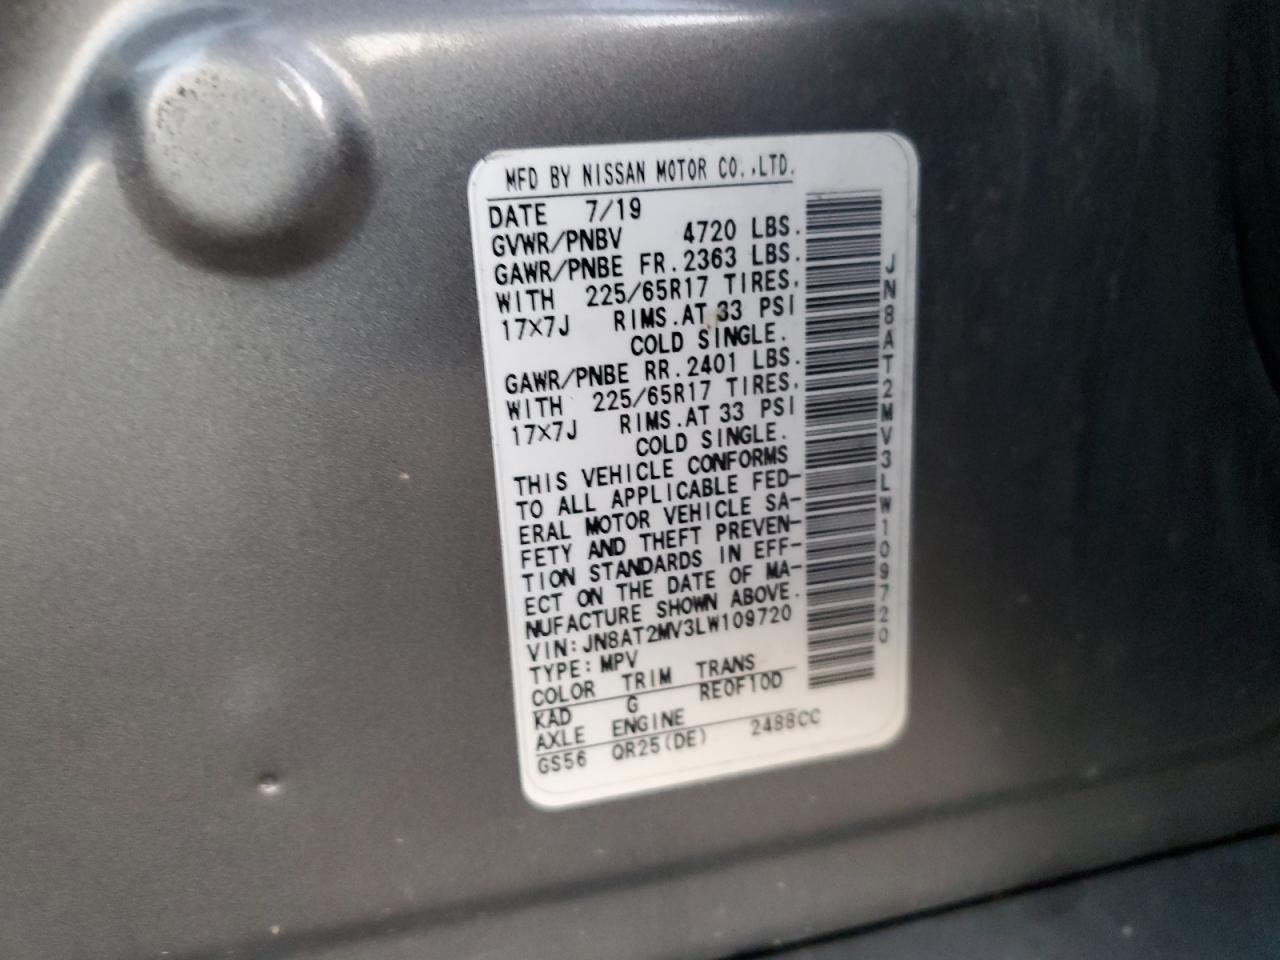 MFD BY NISSAN MOTOR CO.,LTD.
DATE 7/19
GVWR/PNBV 4720 LBS.
GAWR/PNBE FR.2363 LBS.
WITH 225/65R17 TIRES,
17×7J RIMS.AT 33 PSI
COLD SINGLE.
GAWR/PNBE RR.2401 LBS.
WITH 225/65R17 TIRES,
17×7J RIMS.AT 33 PSI
COLD SINGLE.
THIS VEHICLE CONFORMS
TO ALL APPLICABLE FED-
ERAL MOTOR VEHICLE SA-
FETY AND THEFT PREVEN-
TION STANDARDS IN EFF-
ECT ON THE DATE OF MA-
NUFACTURE SHOWN ABOVE.
VIN:JN8AT2MV3LW109720
TYPE:MPV
COLOR TRIM TRANS
KAD G RE0F10D
AXLE ENGINE
GS56 QR25(DE) 2488CC
JN8AT2MV3LW109720